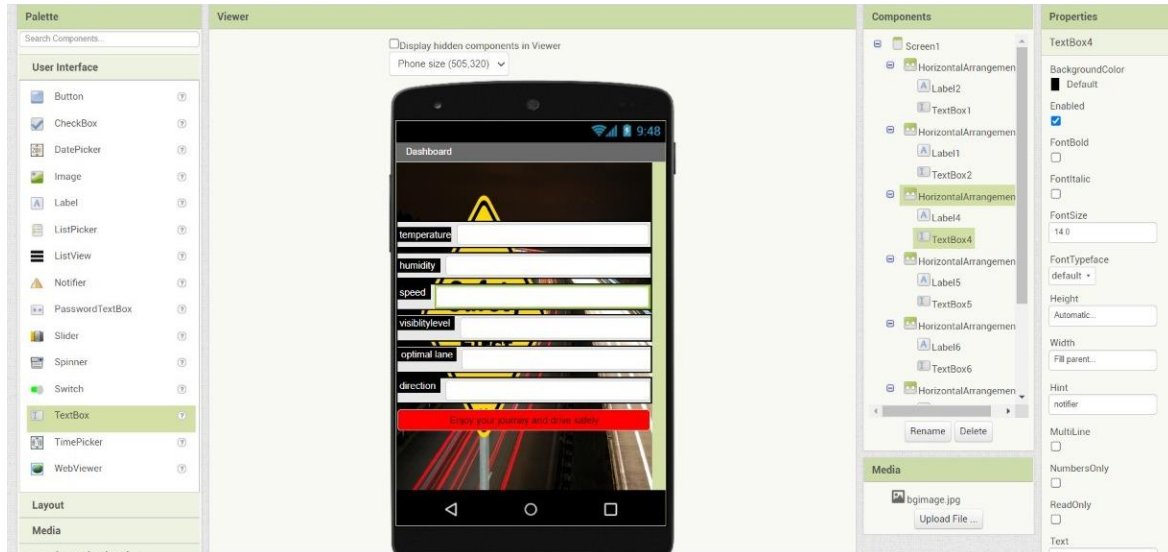 Palette
Search Components...
User Interface
Button
CheckBox
DatePicker
Image
Label
ListPicker
ListView
Notifier
PasswordTextBox
Slider
Spinner
Switch
TextBox
TimePicker
WebViewer
Layout
Media
Viewer
Display hidden components in Viewer
Phone size (505,320)
9:48
Dashboard
temperature
humidity
speed
visiblitylevel
optimal lane
direction
Enjoy your journey and drive safely
Components
Screen1
HorizontalArrangemen
Label2
TextBox1
HorizontalArrangemen
Label1
TextBox2
HorizontalArrangemen
Label4
TextBox4
HorizontalArrangemen
Label5
TextBox5
HorizontalArrangemen
Label6
TextBox6
HorizontalArrangemen
Rename Delete
Media
bgimage.jpg
Upload File ...
Properties
TextBox4
BackgroundColor
Default
Enabled
FontBold
FontItalic
FontSize
14.0
FontTypeface
default
Height
Automatic...
Width
Fill parent...
Hint
notifier
MultiLine
NumbersOnly
ReadOnly
Text